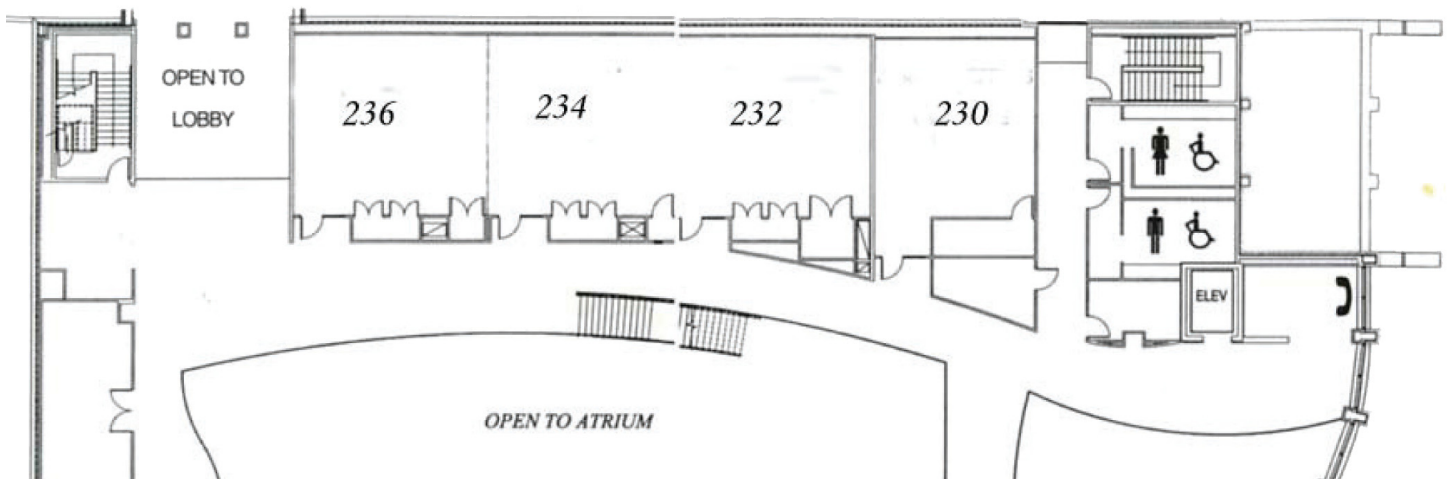 OPEN TO
LOBBY
236
234
232
230
ELEV
OPEN TO ATRIUM